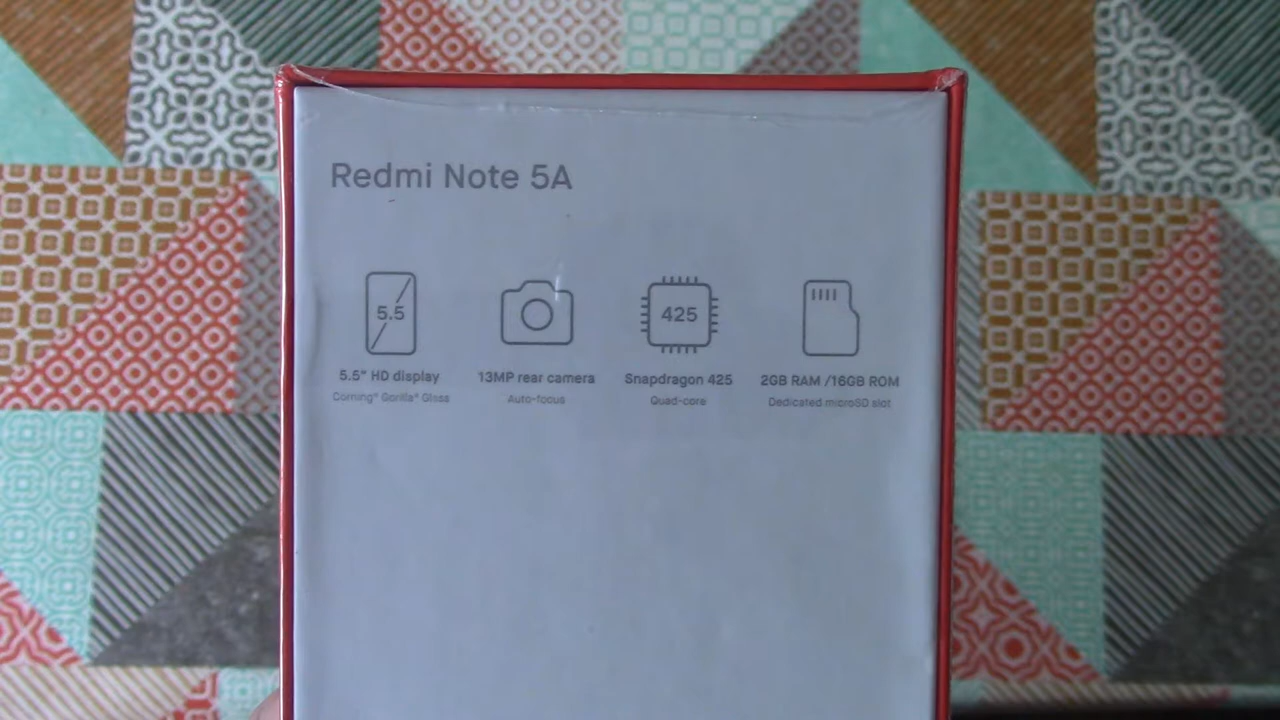 Redmi Note 5A
5.5
425
5.5" HD display
13MP rear camera
Snapdragon 425
2GB RAM /16GB ROM
Corning® Gorilla® Glass
Auto-focus
Quad-core
Dedicated microSD slot